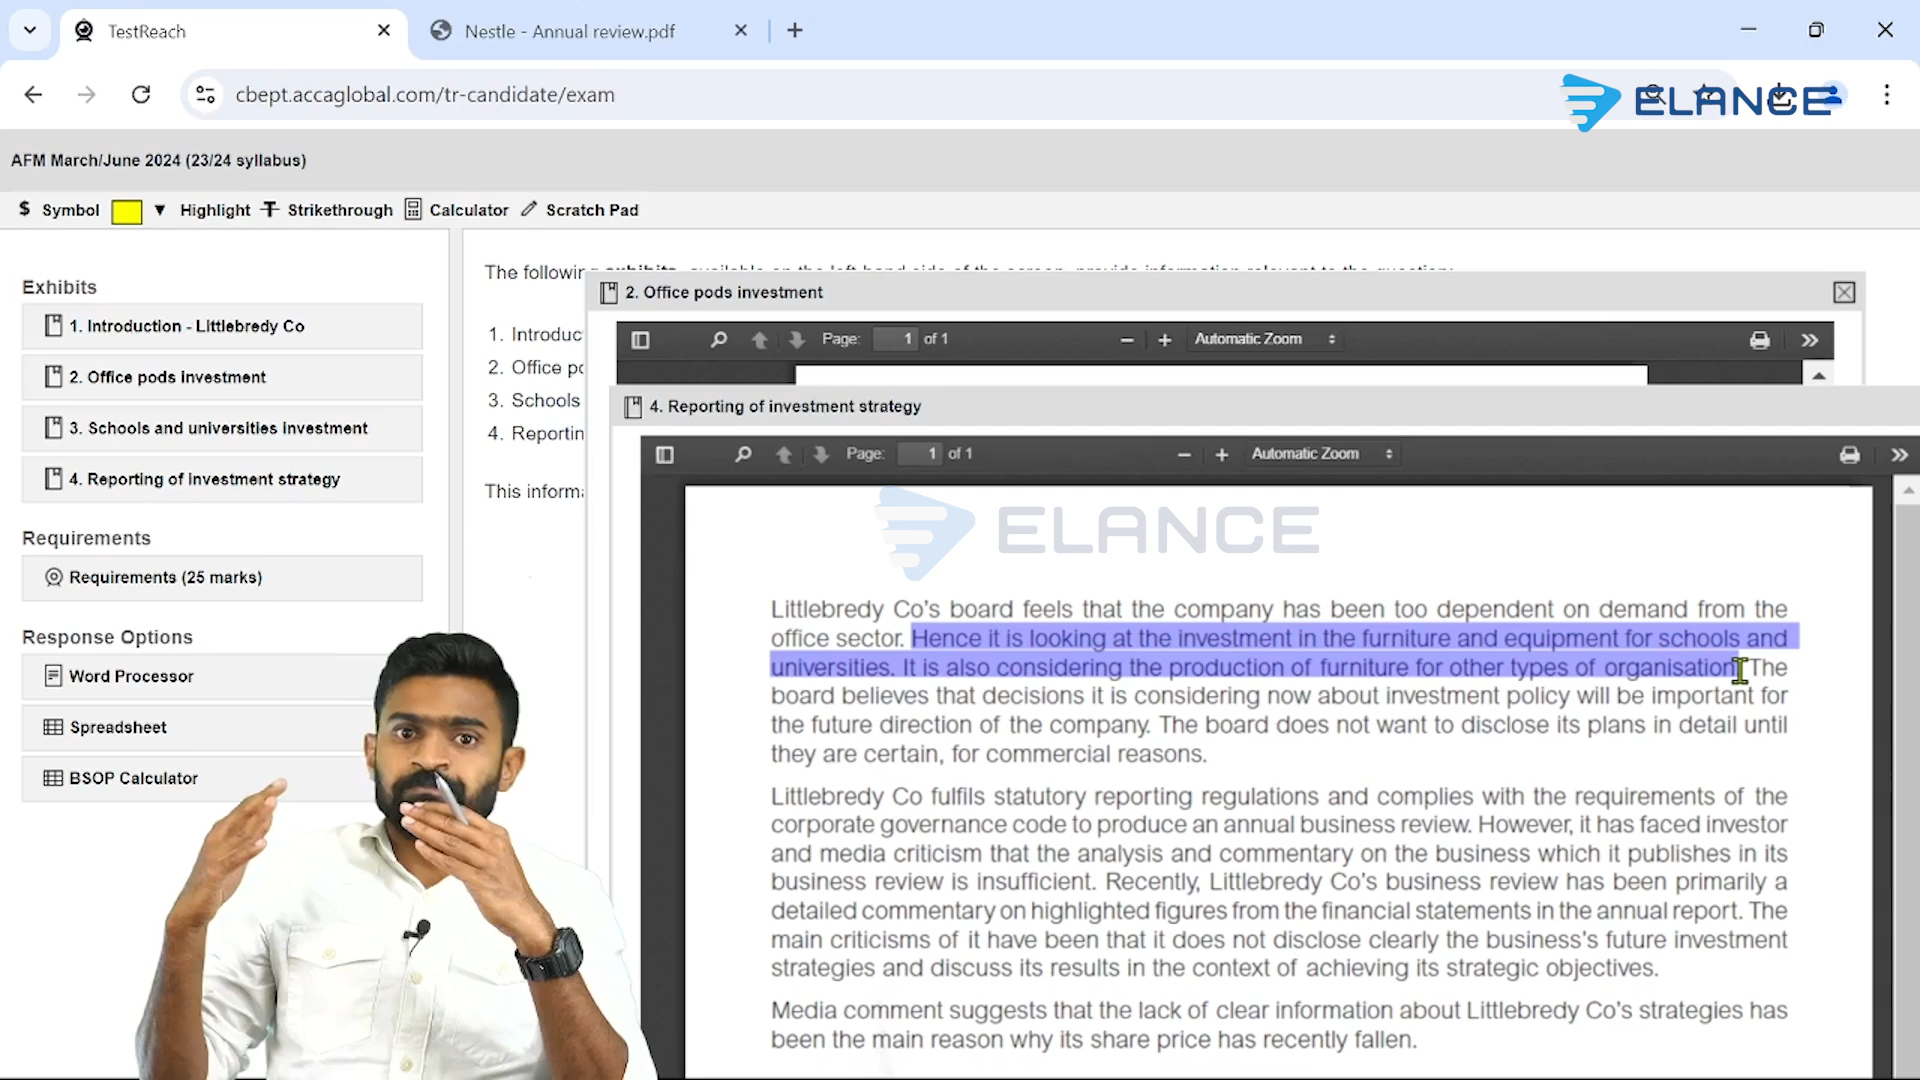 TestReach
Nestle - Annual review.pdf
cbept.accaglobal.com/tr-candidate/exam
ELANCE
AFM March/June 2024 (23/24 syllabus)
$ Symbol
Highlight
Strikethrough
Calculator
Scratch Pad
Exhibits
1. Introduction - Littlebredy Co
2. Office pods investment
3. Schools and universities investment
4. Reporting of investment strategy
Requirements
Requirements (25 marks)
Response Options
Word Processor
Spreadsheet
BSOP Calculator
The following
1. Introduc
2. Office po
3. Schools
4. Reportin
This informa
2. Office pods investment
Page: 1 of 1
Automatic Zoom
4. Reporting of investment strategy
Page: 1 of 1
Automatic Zoom
ELANCE
Littlebredy Co's board feels that the company has been too dependent on demand from the
office sector. Hence it is looking at the investment in the furniture and equipment for schools and
universities. It is also considering the production of furniture for other types of organisation. The
board believes that decisions it is considering now about investment policy will be important for
the future direction of the company. The board does not want to disclose its plans in detail until
they are certain, for commercial reasons.
Littlebredy Co fulfils statutory reporting regulations and complies with the requirements of the
corporate governance code to produce an annual business review. However, it has faced investor
and media criticism that the analysis and commentary on the business which it publishes in its
business review is insufficient. Recently, Littlebredy Co's business review has been primarily a
detailed commentary on highlighted figures from the financial statements in the annual report. The
main criticisms of it have been that it does not disclose clearly the business's future investment
strategies and discuss its results in the context of achieving its strategic objectives.
Media comment suggests that the lack of clear information about Littlebredy Co's strategies has
been the main reason why its share price has recently fallen.